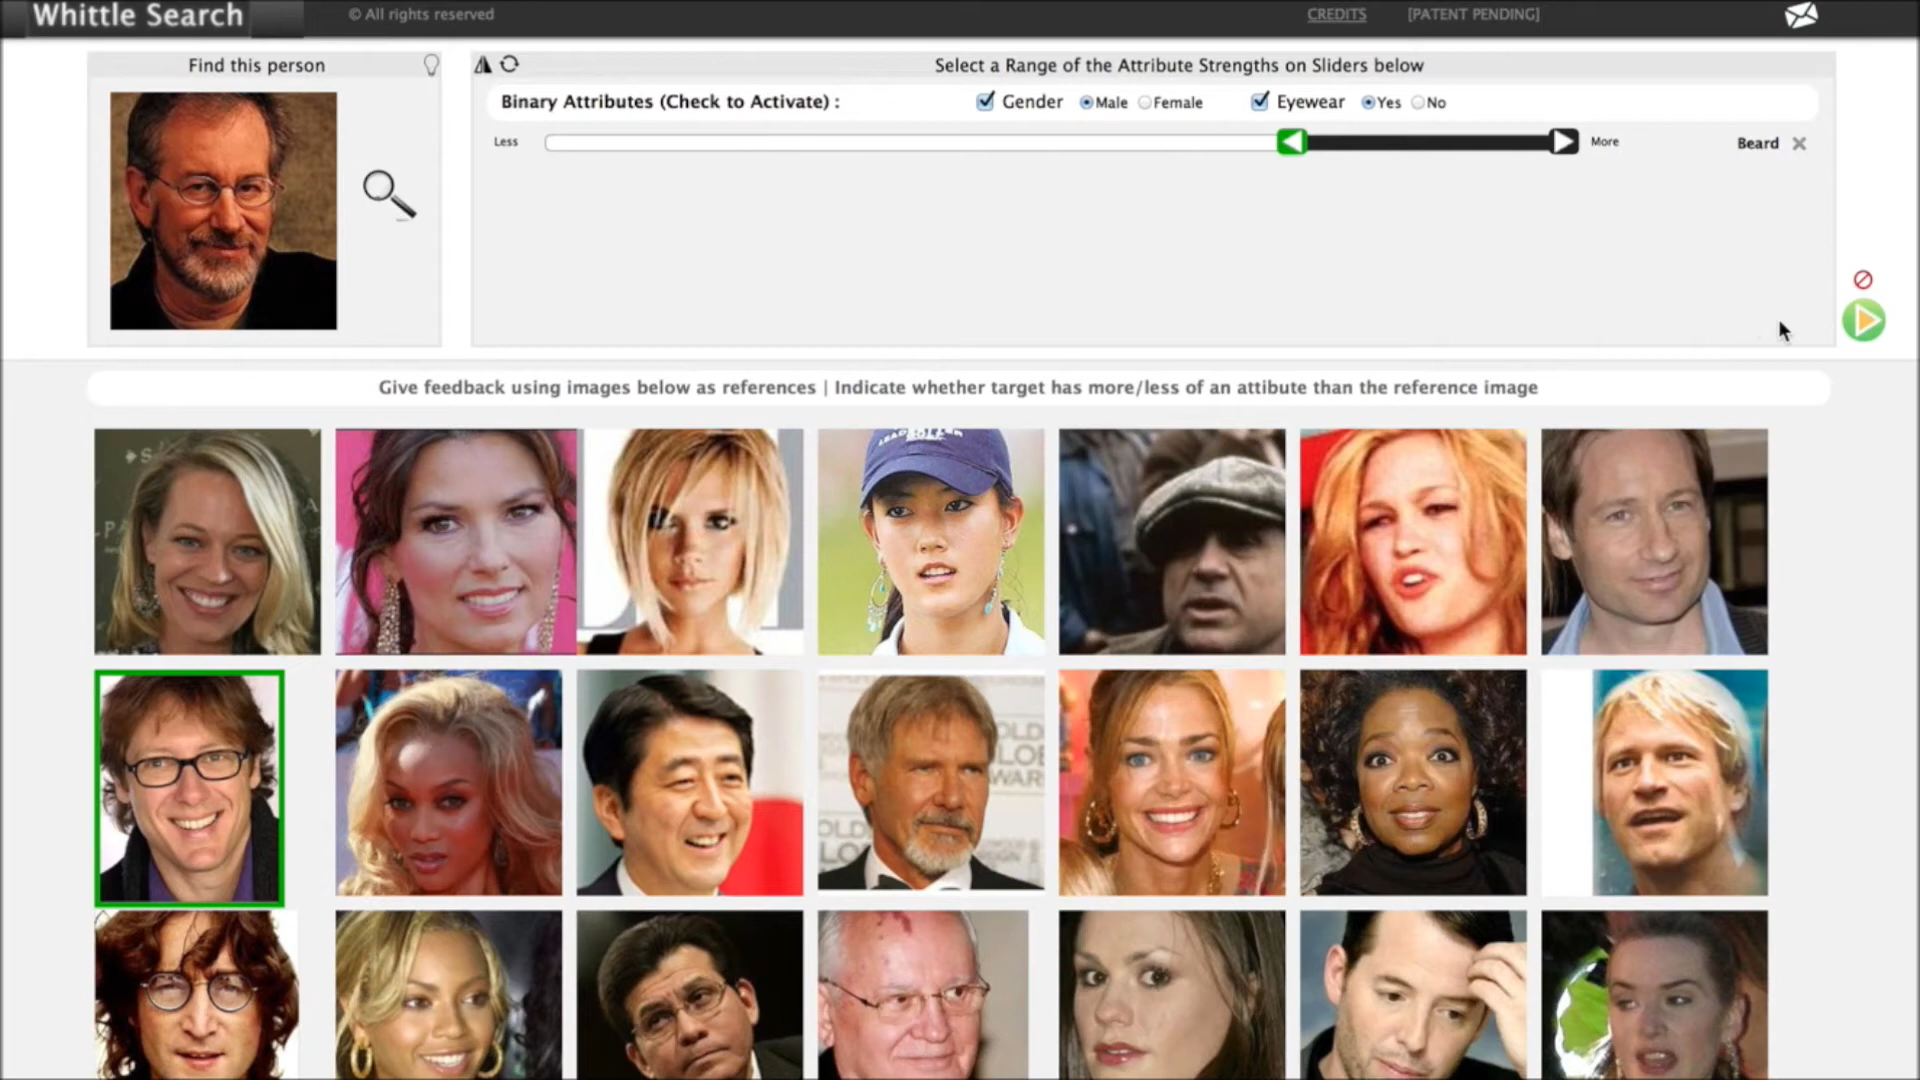 Whittle Search
© All rights reserved
CREDITS
[PATENT PENDING]
Find this person
Select a Range of the Attribute Strengths on Sliders below
Binary Attributes (Check to Activate) :
Gender
Male
Female
Eyewear
Yes
No
Less
More
Beard
Give feedback using images below as references | Indicate whether target has more/less of an attibute than the reference image